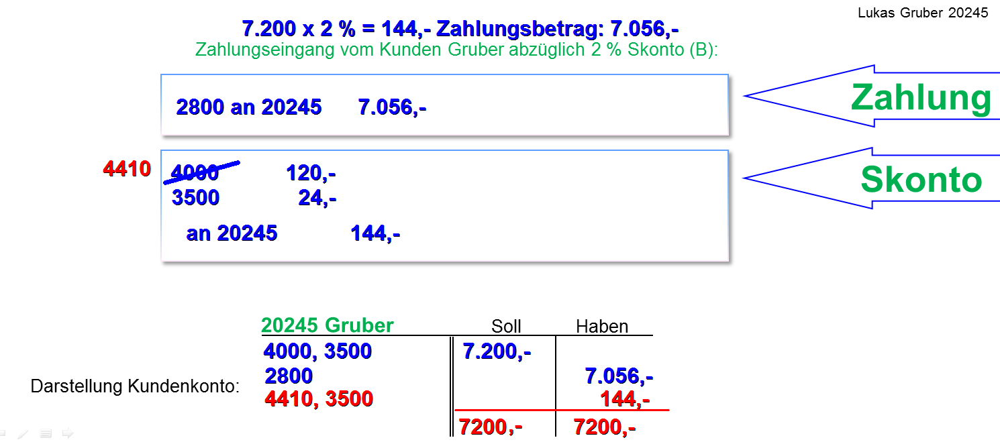 Lukas Gruber 20245
7.200 x 2 % = 144,- Zahlungsbetrag: 7.056,-
Zahlungseingang vom Kunden Gruber abzüglich 2 % Skonto (B):
2800 an 20245 7.056,-
Zahlung
4410 4000 120,-
3500 24,-
an 20245 144,-
Skonto
20245 Gruber Soll Haben
4000, 3500 7.200,-
2800 7.056,-
Darstellung Kundenkonto:
4410, 3500 144,-
7200,- 7200,-